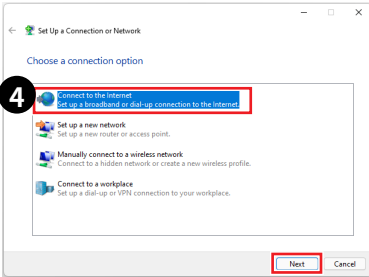 Set Up a Connection or Network
Choose a connection option
4
Connect to the Internet
Set up a broadband or dial-up connection to the Internet.
Set up a new network
Set up a new router or access point.
Manually connect to a wireless network
Connect to a hidden network or create a new wireless profile.
Connect to a workplace
Set up a dial-up or VPN connection to your workplace.
Next Cancel